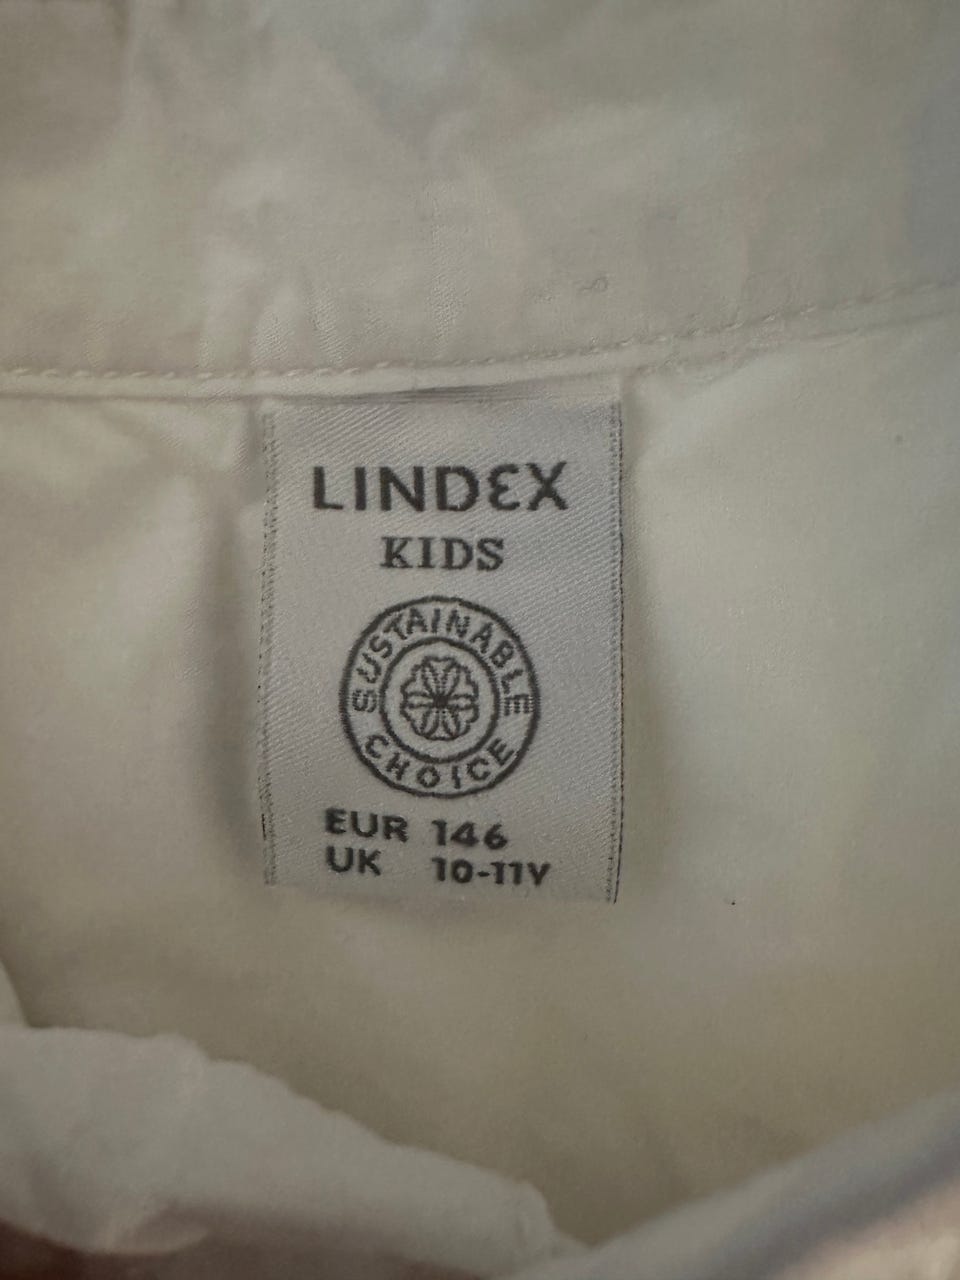 LINDEX
KIDS
SUSTAINABLE
CHOICE
EUR 146
UK 10-11Y